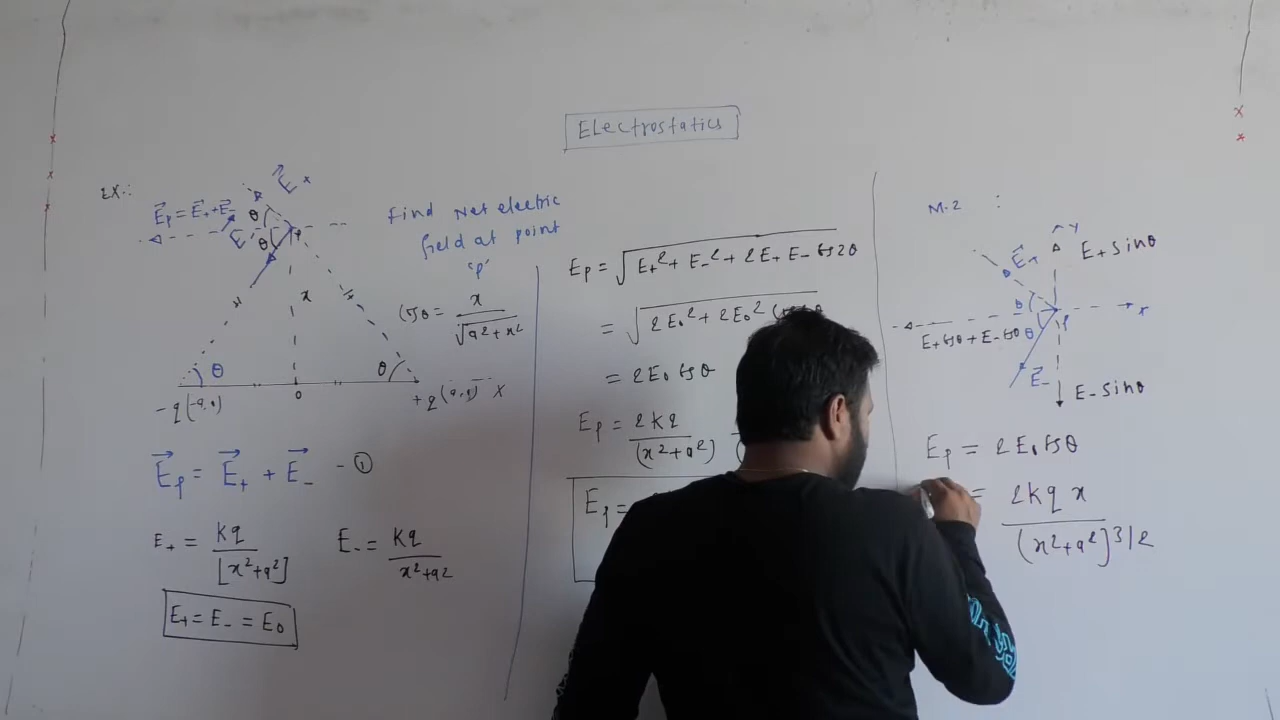 Electrostatics
Ex.:
E⃗+
E⃗p = E⃗+ + E⃗-
θ
E-
θ
P
x
θ
θ
-q (-a,0)
0
+q (a,0)
X
Find Net electric
field at point
'P'
Cosθ = x / √(a²+x²)
E⃗p = E⃗+ + E⃗- - ①
E+ = kq / [x²+a²]
E- = kq / x²+a²
E+ = E- = E0
Ep = √(E+² + E-² + 2E+ E- Cos2θ
= √(2E0² + 2E0²
= 2E0 Cosθ
Ep = 2kq / (x²+a²)
Ep =
M.2 :
Y
E+ sinθ
E⃗+
θ
P
x
E+ Cosθ + E- Cosθ
θ
E⃗-
E- sinθ
Ep = 2E0 Cosθ
= 2kq x / (x²+a²)3/2